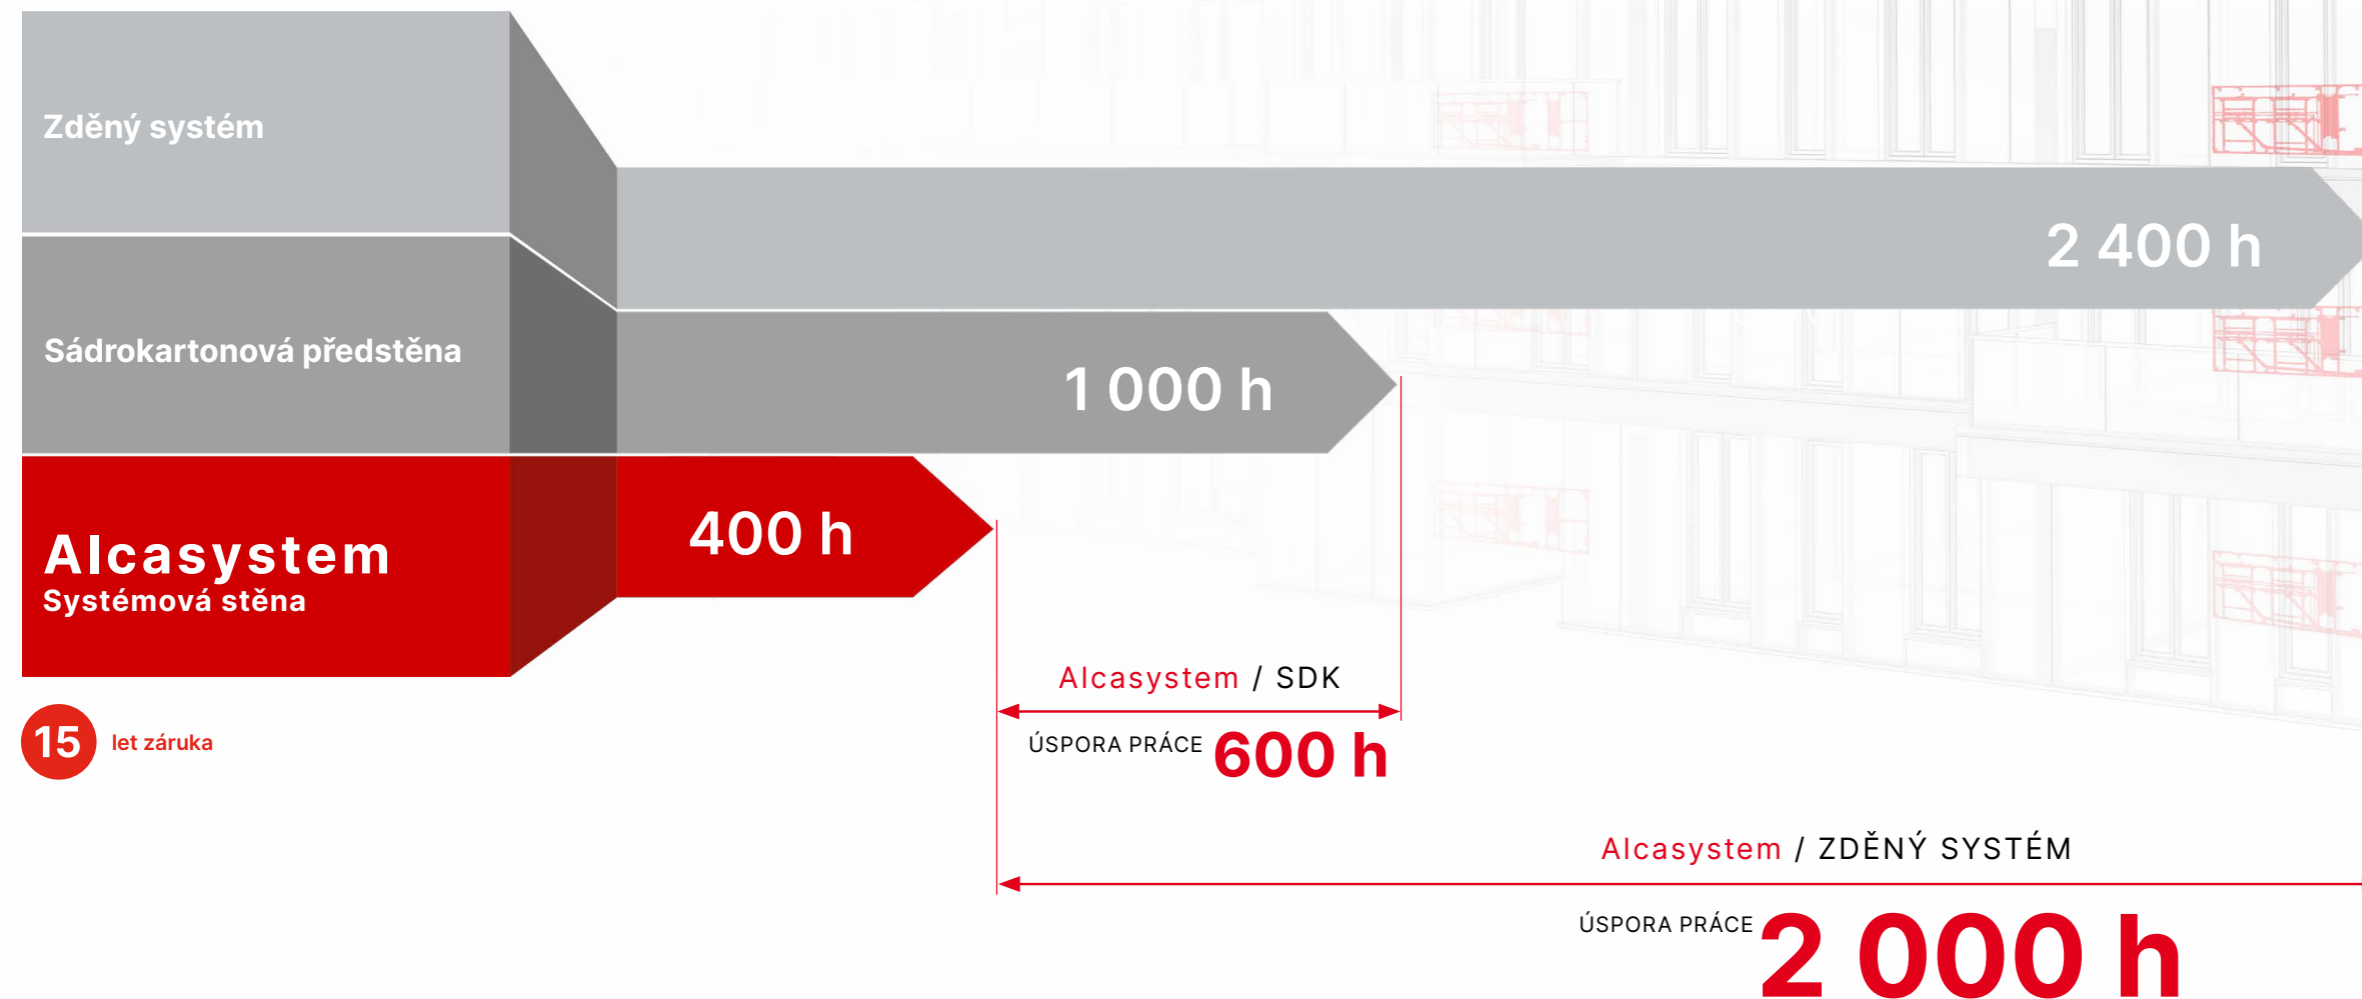 Zděný systém
2 400 h
Sádrokartonová předstěna
1 000 h
Alcasystem
Systémová stěna
400 h
15 let záruka
Alcasystem / SDK
ÚSPORA PRÁCE 600 h
Alcasystem / ZDĚNÝ SYSTÉM
ÚSPORA PRÁCE 2 000 h